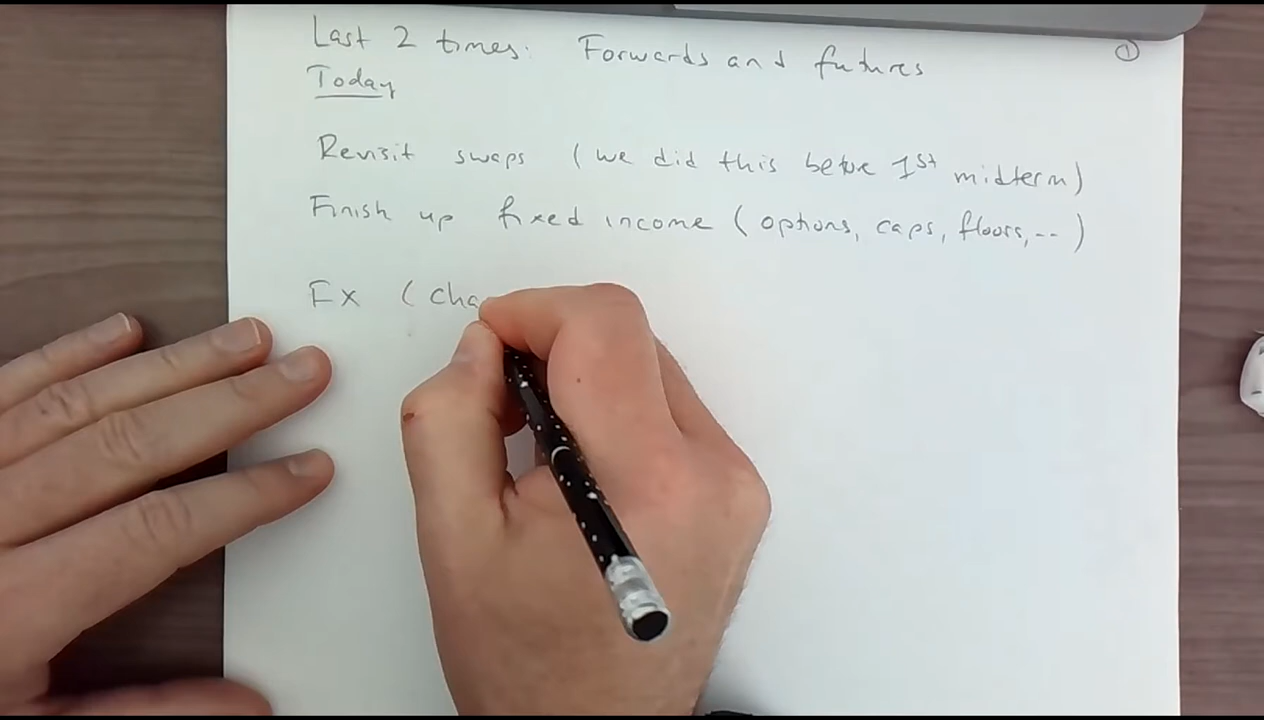 Last 2 times: Forwards and futures
①
Today
Revisit swaps (we did this before 1st midterm)
Finish up fixed income (options, caps, floors, -- )
FX (cha